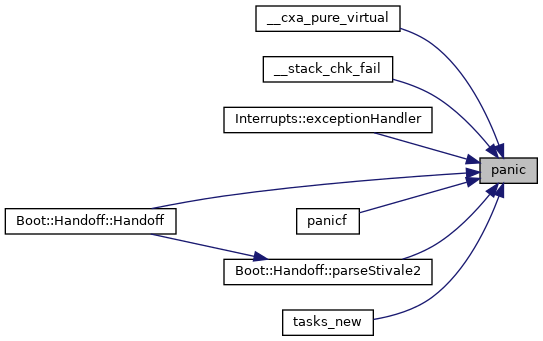 __cxa_pure_virtual
__stack_chk_fail
Interrupts::exceptionHandler
panic
Boot::Handoff::Handoff
panicf
Boot::Handoff::parseStivale2
tasks_new